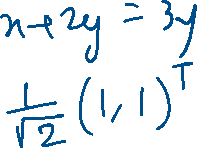 x+2y = 3y
1/√2 (1, 1)^T